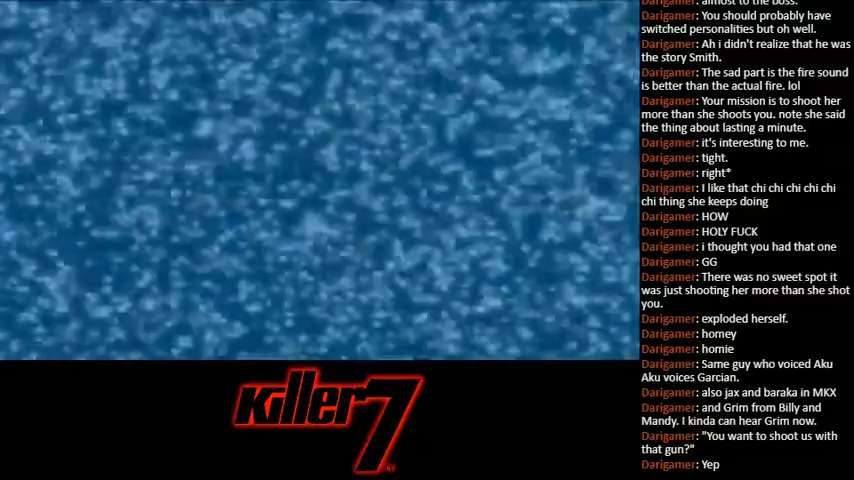 Darigamer: almost to the boss.
Darigamer: You should probably have
switched personalities but oh well.
Darigamer: Ah i didn't realize that he was
the story Smith.
Darigamer: The sad part is the fire sound
is better than the actual fire. lol
Darigamer: Your mission is to shoot her
more than she shoots you. note she said
the thing about lasting a minute.
Darigamer: it's interesting to me.
Darigamer: tight.
Darigamer: right*
Darigamer: I like that chi chi chi chi chi
chi thing she keeps doing
Darigamer: HOW
Darigamer: HOLY FUCK
Darigamer: i thought you had that one
Darigamer: GG
Darigamer: There was no sweet spot it
was just shooting her more than she shot
you.
Darigamer: exploded herself.
Darigamer: homey
Darigamer: homie
Darigamer: Same guy who voiced Aku
Aku voices Garcian.
Darigamer: also jax and baraka in MKX
Darigamer: and Grim from Billy and
Mandy. I kinda can hear Grim now.
Darigamer: "You want to shoot us with
that gun?"
Darigamer: Yep
killer7